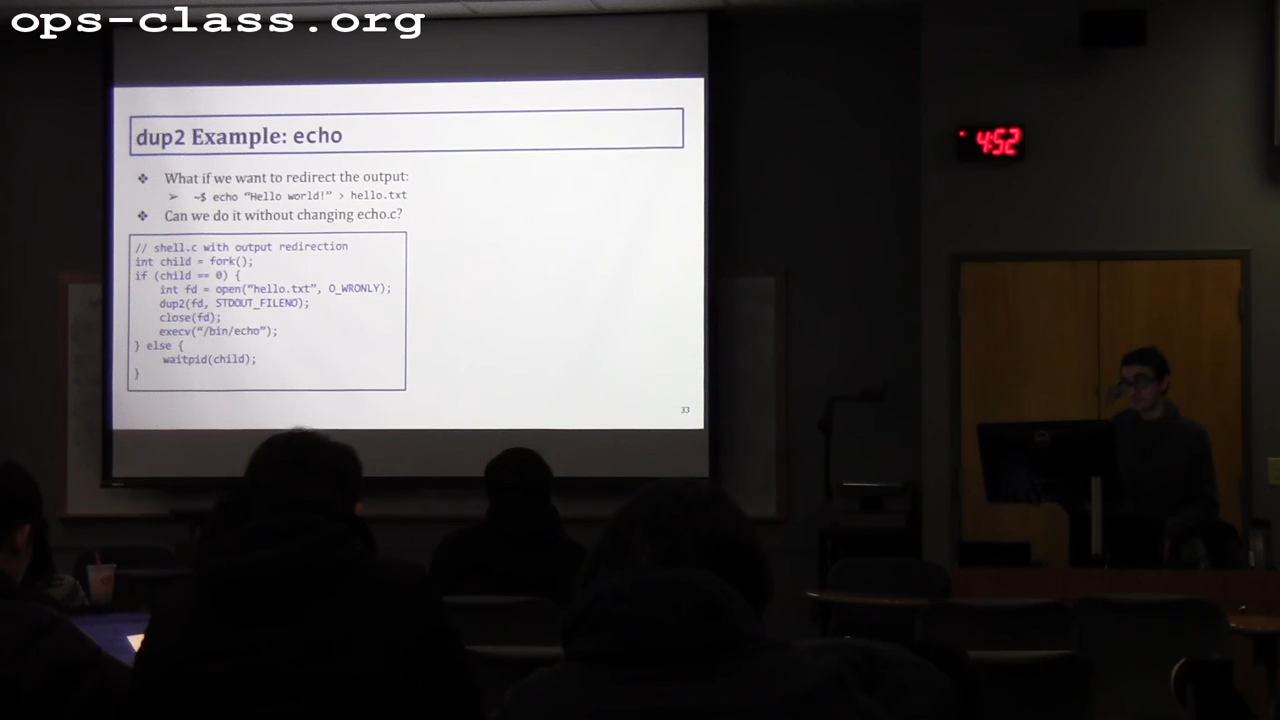 ops-class.org
dup2 Example: echo
❖ What if we want to redirect the output:
➢ ~$ echo “Hello world!” > hello.txt
❖ Can we do it without changing echo.c?
// shell.c with output redirection
int child = fork();
if (child == 0) {
int fd = open(“hello.txt”, O_WRONLY);
dup2(fd, STDOUT_FILENO);
close(fd);
execv(“/bin/echo”);
} else {
waitpid(child);
}
33
4:52